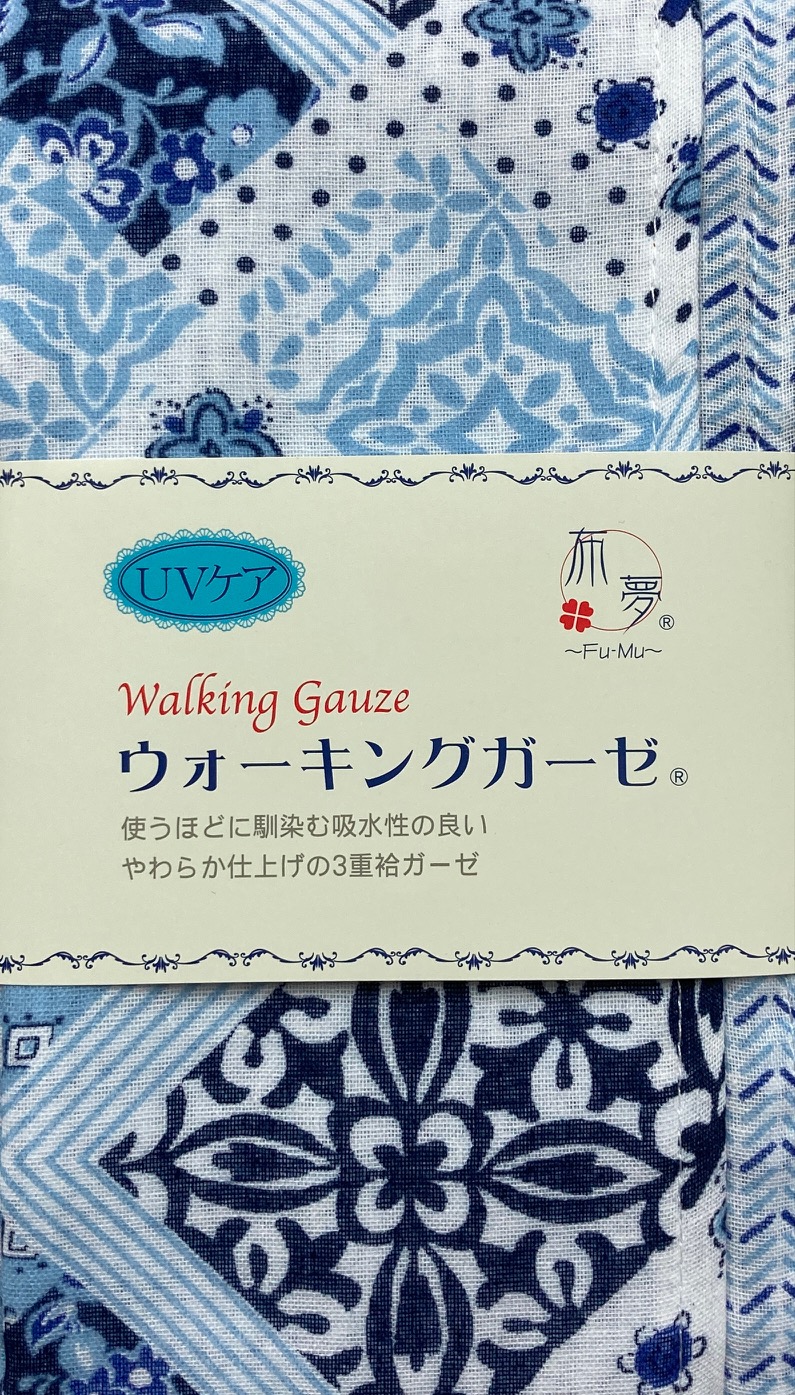 UVケア
布夢®
~Fu-Mu~
Walking Gauze
ウォーキングガーゼ®
使うほどに馴染む吸水性の良い
やわらか仕上げの3重袷ガーゼ